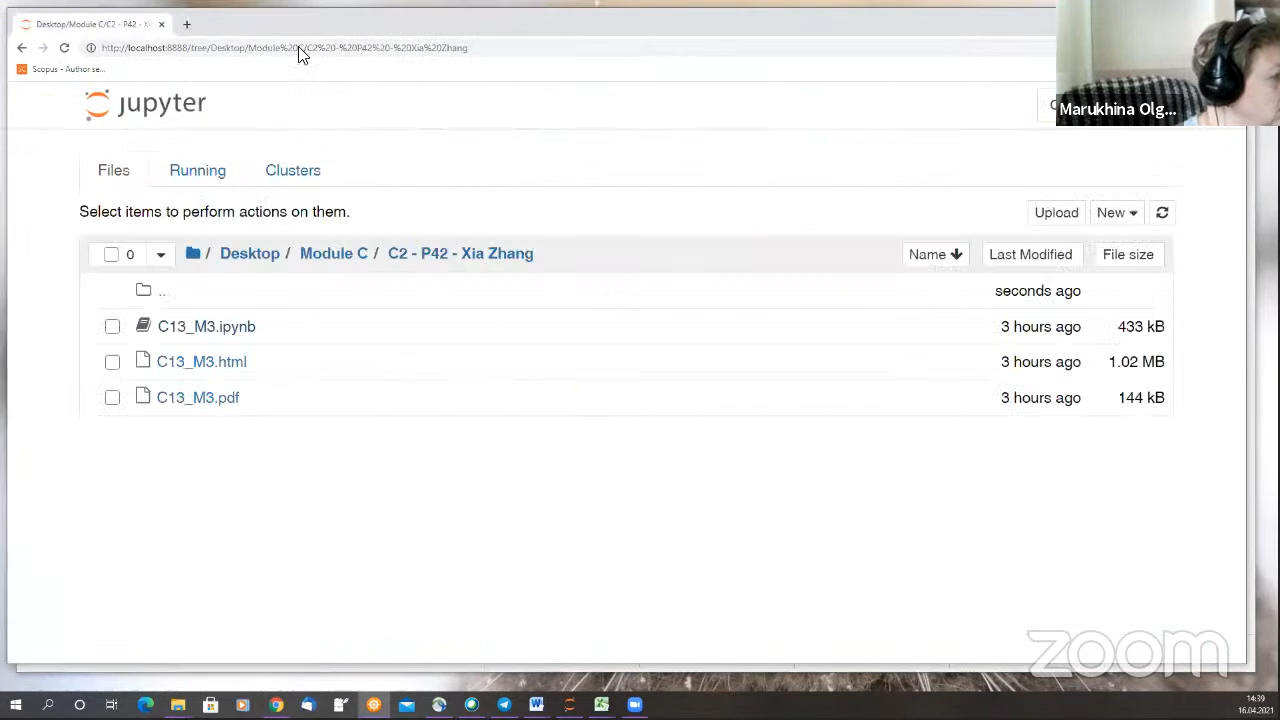 Desktop/Module C/C2 - P42 - Xi
http://localhost:8888/tree/Desktop/Module%20 C2%20-%20P42%20-%20Xia%20Zhang
Scopus - Author se...
jupyter
Marukhina Olg...
Files
Running
Clusters
Select items to perform actions on them.
Upload
New
0
/ Desktop / Module C / C2 - P42 - Xia Zhang
Name
Last Modified
File size
..
seconds ago
C13_M3.ipynb
3 hours ago
433 kB
C13_M3.html
3 hours ago
1.02 MB
C13_M3.pdf
3 hours ago
144 kB
zoom
14:39
16.04.2021